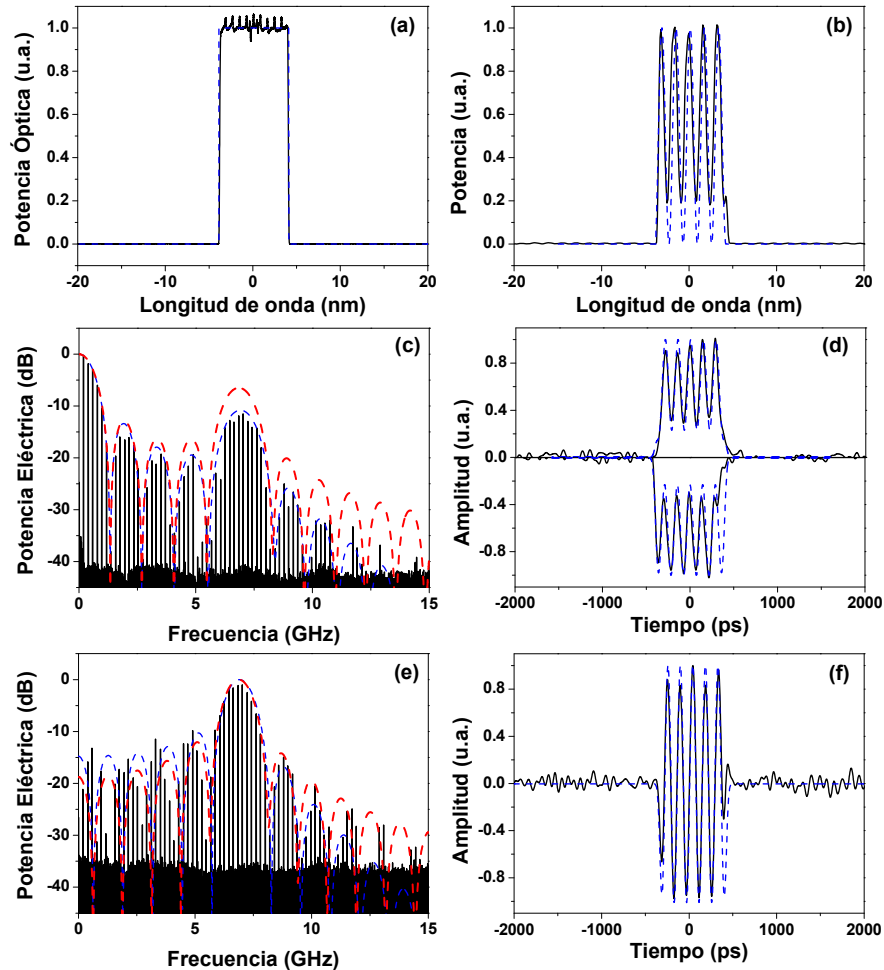 (a)
Potencia Óptica (u.a.)
1.0
0.8
0.6
0.4
0.2
0.0
-20 -10 0 10 20
Longitud de onda (nm)
(b)
Potencia (u.a.)
1.0
0.8
0.6
0.4
0.2
0.0
-20 -10 0 10 20
Longitud de onda (nm)
(c)
Potencia Eléctrica (dB)
0
-10
-20
-30
-40
0 5 10 15
Frecuencia (GHz)
(d)
Amplitud (u.a.)
0.8
0.4
0.0
-0.4
-0.8
-2000 -1000 0 1000 2000
Tiempo (ps)
(e)
Potencia Eléctrica (dB)
0
-10
-20
-30
-40
0 5 10 15
Frecuencia (GHz)
(f)
Amplitud (u.a.)
0.8
0.4
0.0
-0.4
-0.8
-2000 -1000 0 1000 2000
Tiempo (ps)